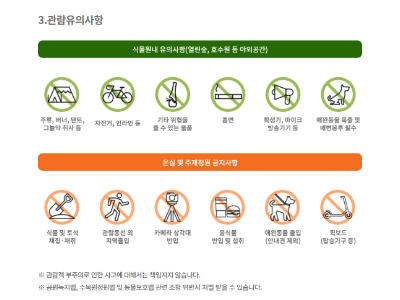 3.관람유의사항
식물원내 유의사항(열린숲, 호수원 등 야외공간)
주류, 버너, 텐트,
그늘막 취사 등
자전거, 인라인 등
기타 위험을
줄 수 있는 물품
흡연
확성기, 마이크
방송기기 등
애완동물 목줄 및
배변봉투 필수
온실 및 주제정원 금지사항
식물 및 토석
채집·채취
관람동선 외
지역출입
카메라 삼각대
반입
음식물
반입 및 섭취
애완동물 출입
(안내견 제외)
퀵보드
(탑승기구 등)
※ 관람객 부주의로 인한 사고에 대해서는 책임지지 않습니다.
※ 공원녹지법, 수목원정원법 및 동물보호법 관련 조항 위반시 처벌 받을 수 있습니다.